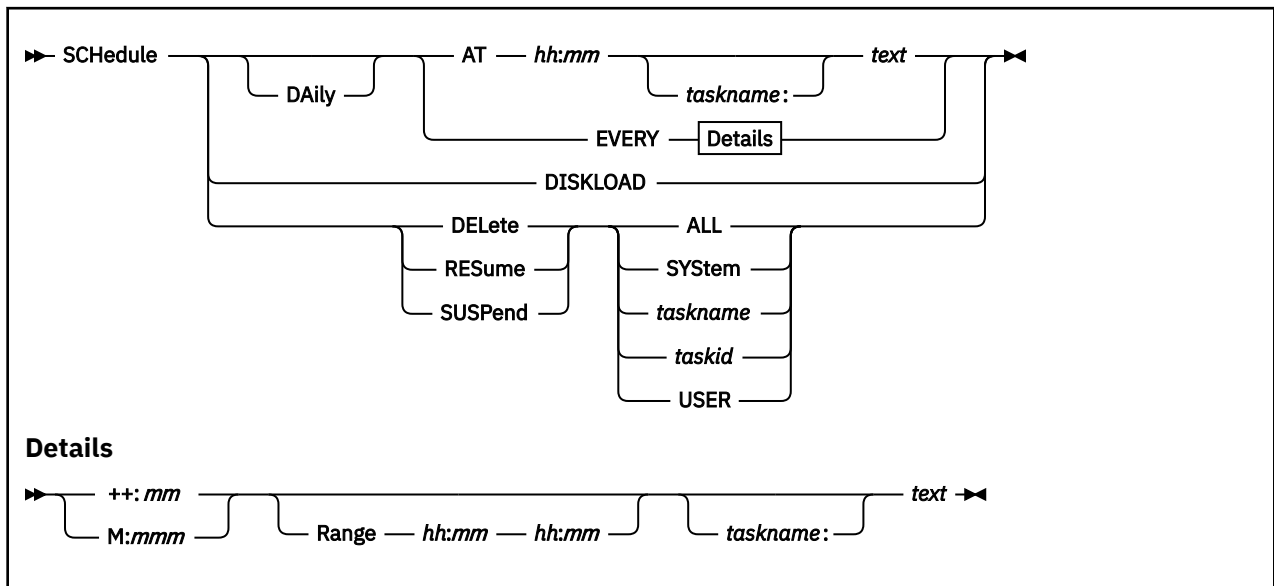 SCHedule AT hh:mm text
DAily taskname:
EVERY Details
DISKLOAD
DELete ALL
RESume SYStem
SUSPend taskname
taskid
USER
Details
++:mm text
M:mmm Range hh:mm hh:mm taskname: